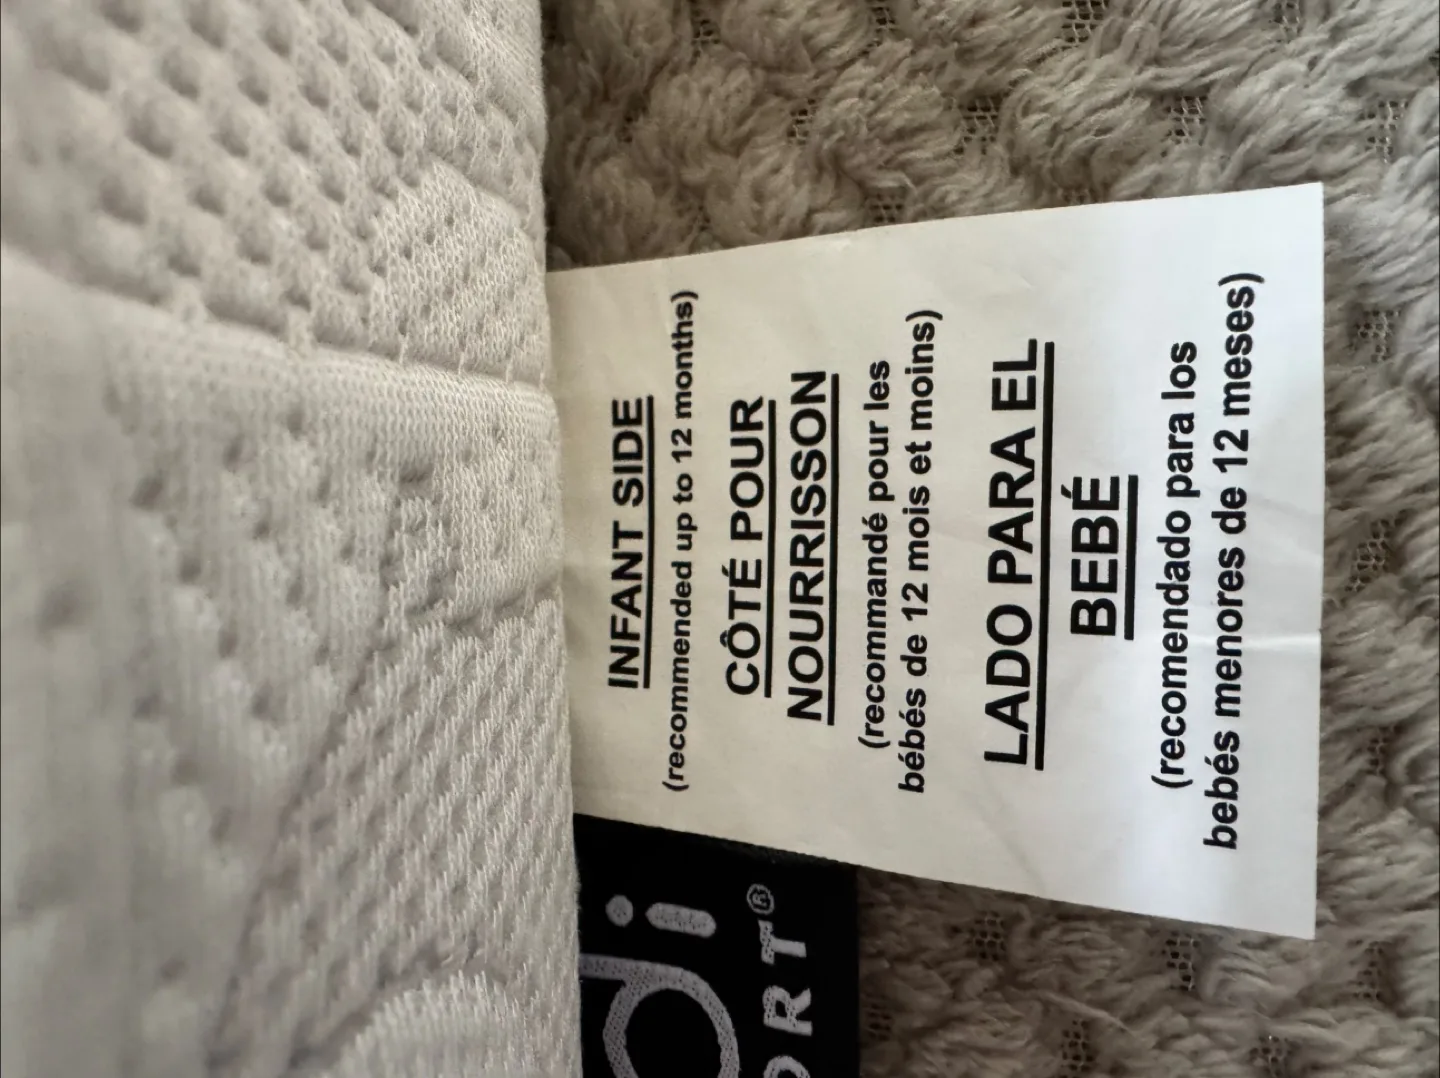 INFANT SIDE
(recommended up to 12 months)
CÔTÉ POUR
NOURRISSON
(recommandé pour les
bébés de 12 mois et moins)
LADO PARA EL
BEBÉ
(recomendado para los
bebés menores de 12 meses)